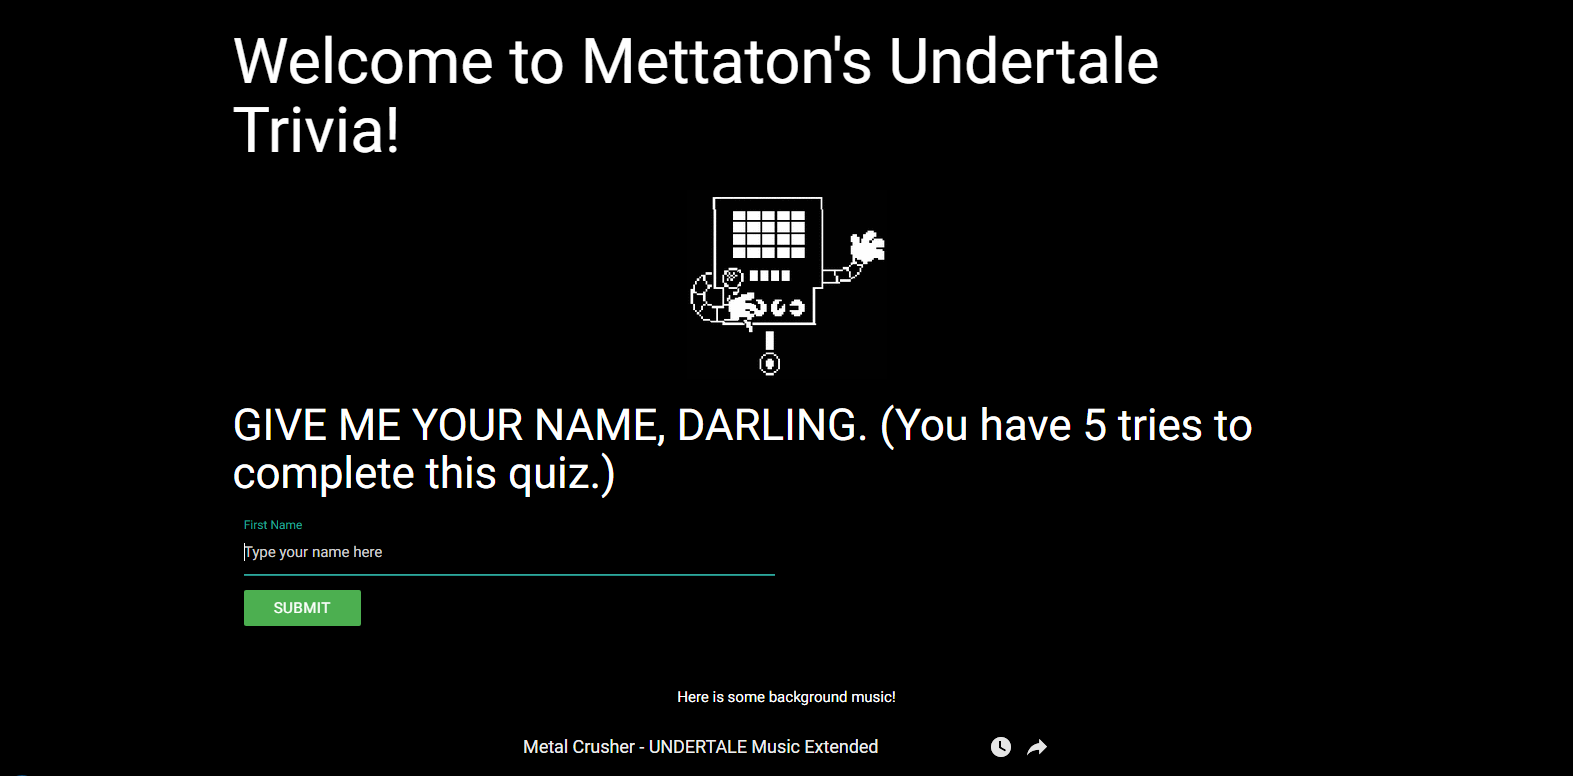 Welcome to Mettaton's Undertale
Trivia!
GIVE ME YOUR NAME, DARLING. (You have 5 tries to
complete this quiz.)
First Name
Type your name here
SUBMIT
Here is some background music!
Metal Crusher - UNDERTALE Music Extended